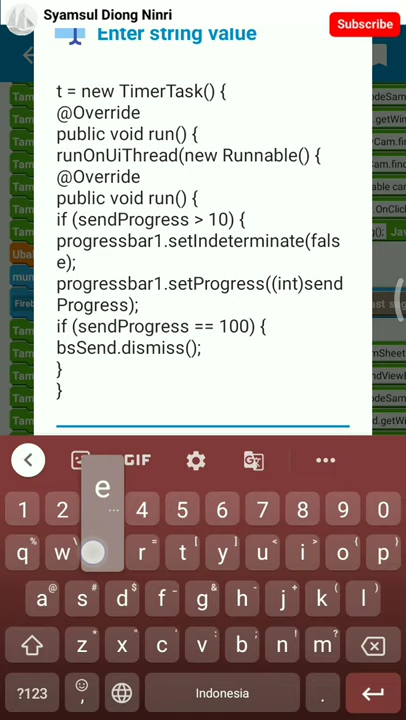 Syamsul Diong Ninri
Subscribe
Enter string value
t = new TimerTask() {
@Override
public void run() {
runOnUiThread(new Runnable() {
@Override
public void run() {
if (sendProgress > 10) {
progressbar1.setIndeterminate(fals
e);
progressbar1.setProgress((int)send
Progress);
if (sendProgress == 100) {
bsSend.dismiss();
}
}
GIF
e
1 2 4 5 6 7 8 9 0
q w r t y u i o p
a s d f g h j k l
z x c v b n m
?123 , Indonesia .